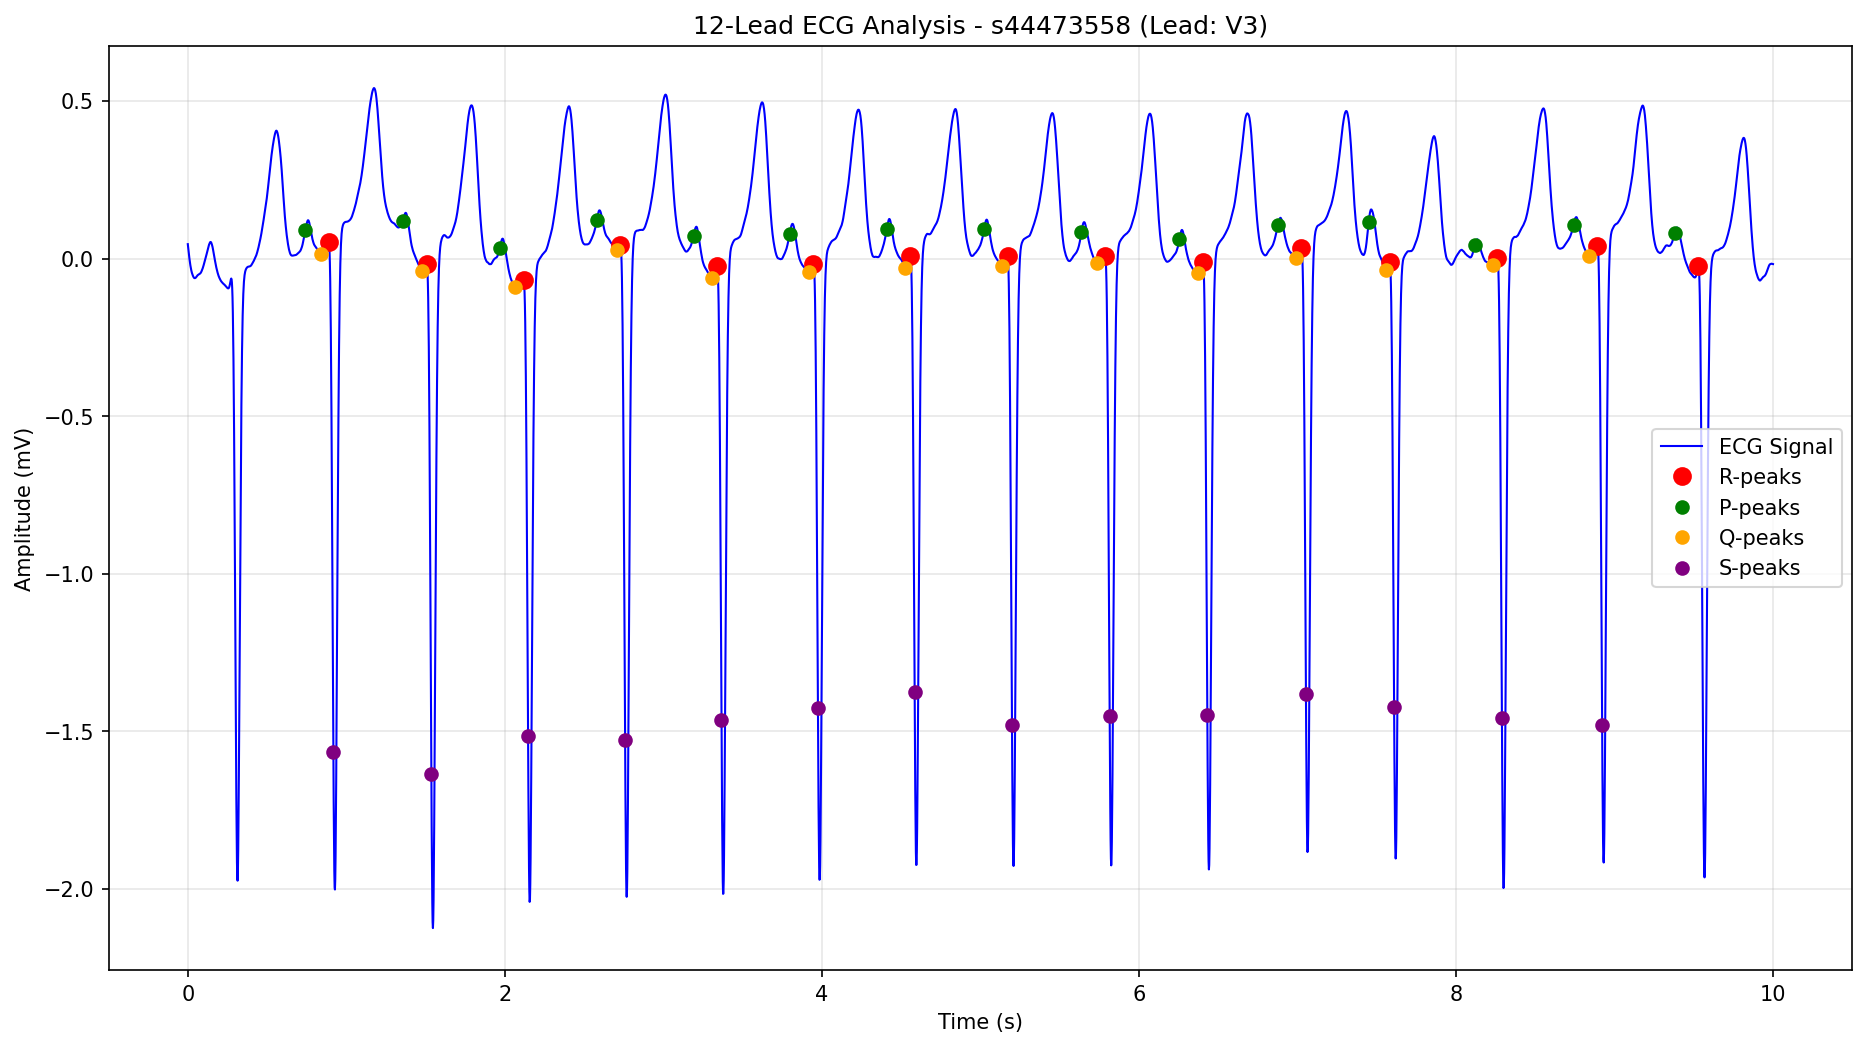 12-Lead ECG Analysis - s44473558 (Lead: V3)
Amplitude (mV)
0.5
0.0
−0.5
−1.0
−1.5
−2.0
ECG Signal
R-peaks
P-peaks
Q-peaks
S-peaks
0 2 4 6 8 10
Time (s)